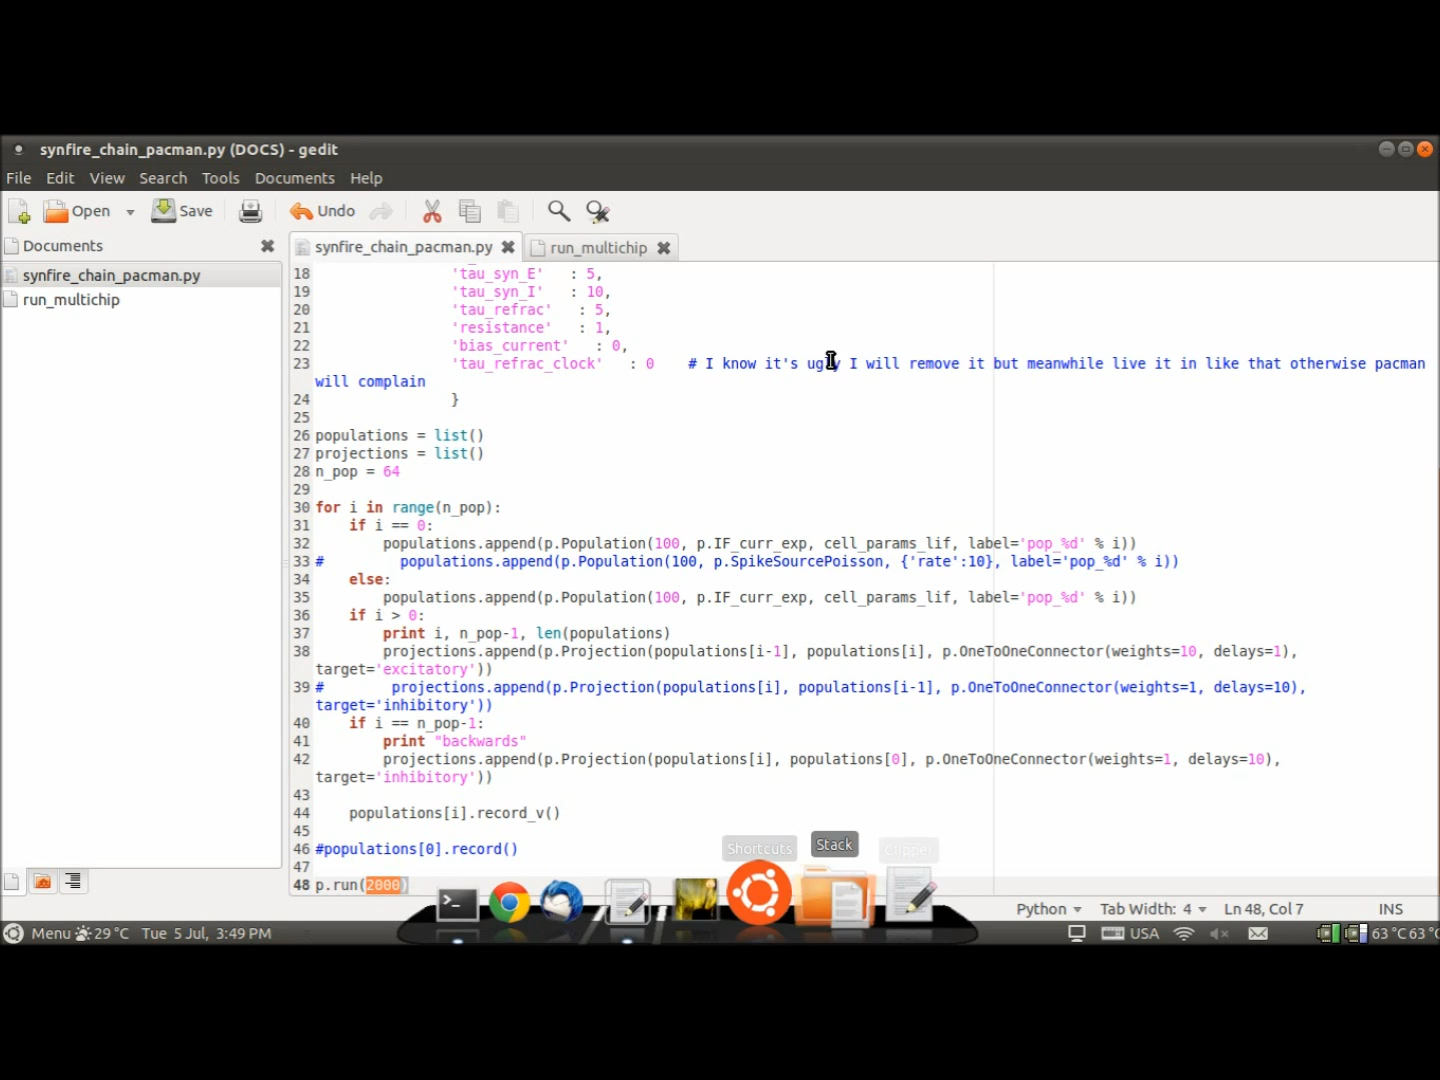 synfire_chain_pacman.py (DOCS) - gedit
File Edit View Search Tools Documents Help
Open Save Undo
Documents
synfire_chain_pacman.py run_multichip
synfire_chain_pacman.py
run_multichip
18 'tau_syn_E' : 5,
19 'tau_syn_I' : 10,
20 'tau_refrac' : 5,
21 'resistance' : 1,
22 'bias_current' : 0,
23 'tau_refrac_clock' : 0 # I know it's ugly I will remove it but meanwhile live it in like that otherwise pacman
will complain
24 }
25
26 populations = list()
27 projections = list()
28 n_pop = 64
29
30 for i in range(n_pop):
31 if i == 0:
32 populations.append(p.Population(100, p.IF_curr_exp, cell_params_lif, label='pop_%d' % i))
33 # populations.append(p.Population(100, p.SpikeSourcePoisson, {'rate':10}, label='pop_%d' % i))
34 else:
35 populations.append(p.Population(100, p.IF_curr_exp, cell_params_lif, label='pop_%d' % i))
36 if i > 0:
37 print i, n_pop-1, len(populations)
38 projections.append(p.Projection(populations[i-1], populations[i], p.OneToOneConnector(weights=10, delays=1),
target='excitatory'))
39 # projections.append(p.Projection(populations[i], populations[i-1], p.OneToOneConnector(weights=1, delays=10),
target='inhibitory'))
40 if i == n_pop-1:
41 print "backwards"
42 projections.append(p.Projection(populations[i], populations[0], p.OneToOneConnector(weights=1, delays=10),
target='inhibitory'))
43
44 populations[i].record_v()
45
46 #populations[0].record()
47
48 p.run(2000)
Shortcuts Stack Clipper
Python Tab Width: 4 Ln 48, Col 7 INS
Menu 29 °C Tue 5 Jul, 3:49 PM USA 63 °C 63 °C